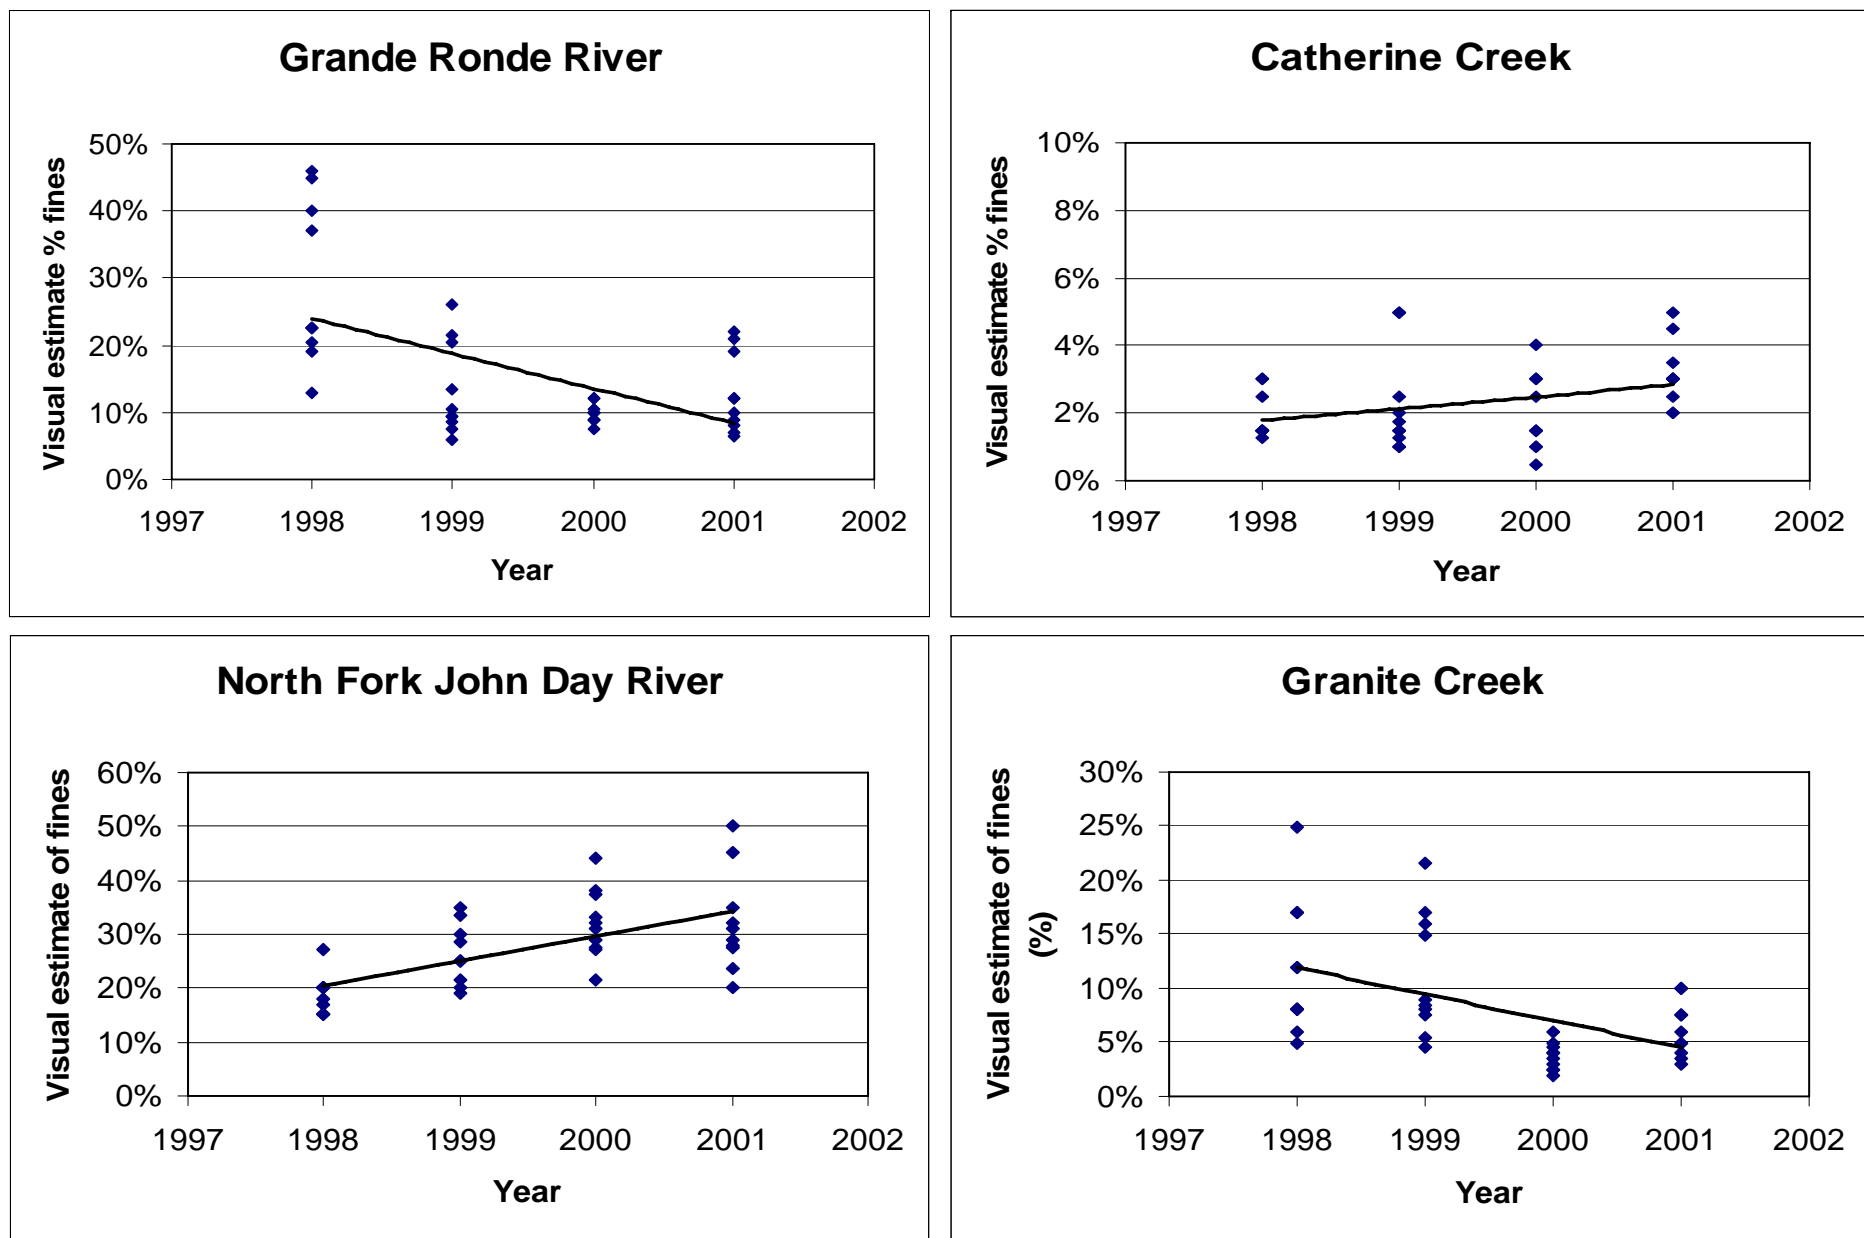 Grande Ronde River
Visual estimate % fines
50%
40%
30%
20%
10%
0%
1997 1998 1999 2000 2001 2002
Year
Catherine Creek
Visual estimate % fines
10%
8%
6%
4%
2%
0%
1997 1998 1999 2000 2001 2002
Year
North Fork John Day River
Visual estimate of fines
60%
50%
40%
30%
20%
10%
0%
1997 1998 1999 2000 2001 2002
Year
Granite Creek
Visual estimate of fines
(%)
30%
25%
20%
15%
10%
5%
0%
1997 1998 1999 2000 2001 2002
Year